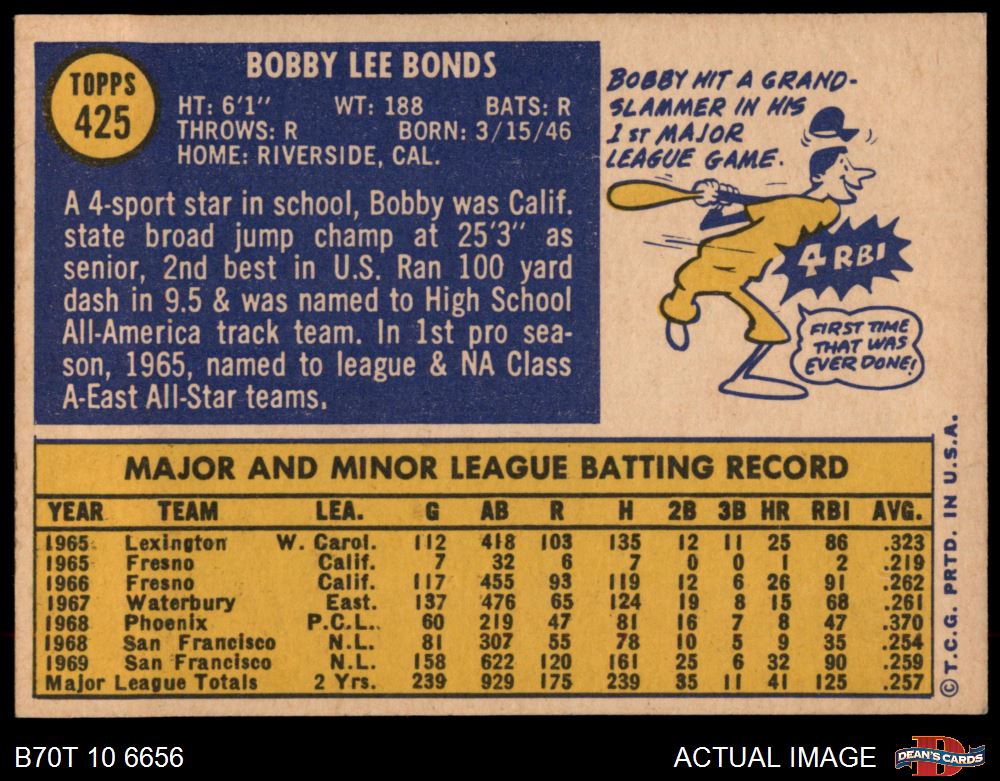 TOPPS
425
BOBBY LEE BONDS
HT: 6'1" WT: 188 BATS: R
THROWS: R BORN: 3/15/46
HOME: RIVERSIDE, CAL.
A 4-sport star in school, Bobby was Calif.
state broad jump champ at 25'3" as
senior, 2nd best in U.S. Ran 100 yard
dash in 9.5 & was named to High School
All-America track team. In 1st pro sea-
son, 1965, named to league & NA Class
A-East All-Star teams.
BOBBY HIT A GRAND-
SLAMMER IN HIS
1 ST MAJOR
LEAGUE GAME.
4 RBI
FIRST TIME
THAT WAS
EVER DONE!
MAJOR AND MINOR LEAGUE BATTING RECORD
YEAR TEAM LEA. G AB R H 2B 3B HR RBI AVG.
1965 Lexington W. Carol. 112 418 103 135 12 11 25 86 .323
1965 Fresno Calif. 7 32 6 7 0 0 1 2 .219
1966 Fresno Calif. 117 455 93 119 12 6 26 91 .262
1967 Waterbury East. 137 476 65 124 19 8 15 68 .261
1968 Phoenix P.C.L. 60 219 47 81 16 7 8 47 .370
1968 San Francisco N.L. 81 307 55 78 10 5 9 35 .254
1969 San Francisco N.L. 158 622 120 161 25 6 32 90 .259
Major League Totals 2 Yrs. 239 929 175 239 35 11 41 125 .257
© T.C.G. PRTD. IN U.S.A.
B70T 10 6656
ACTUAL IMAGE
D
DEAN'S CARDS